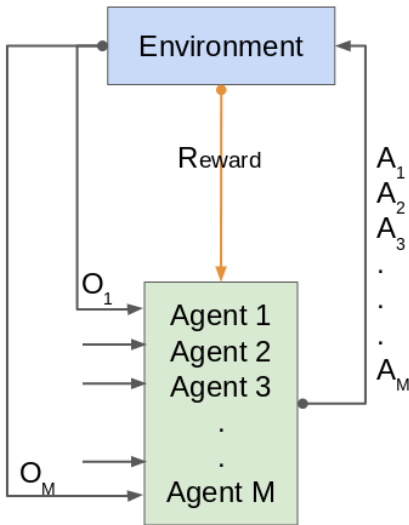 Environment
Reward
A1
A2
A3
.
.
.
AM
O1
Agent 1
Agent 2
Agent 3
.
.
Agent M
OM